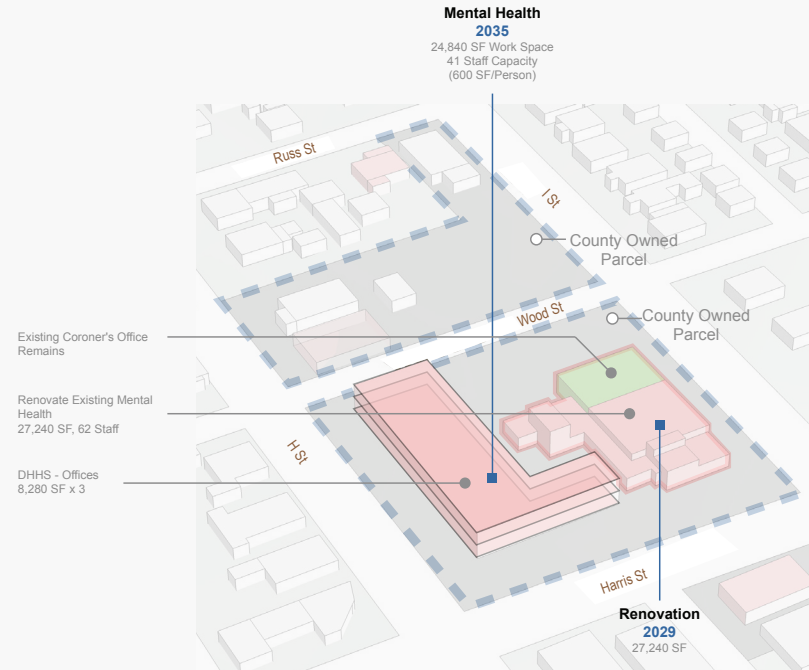 Mental Health
2035
24,840 SF Work Space
41 Staff Capacity
(600 SF/Person)
Russ St
I St
County Owned
Parcel
Wood St
County Owned
Parcel
Existing Coroner's Office
Remains
Renovate Existing Mental
Health
27,240 SF, 62 Staff
H St
DHHS - Offices
8,280 SF x 3
Harris St
Renovation
2029
27,240 SF